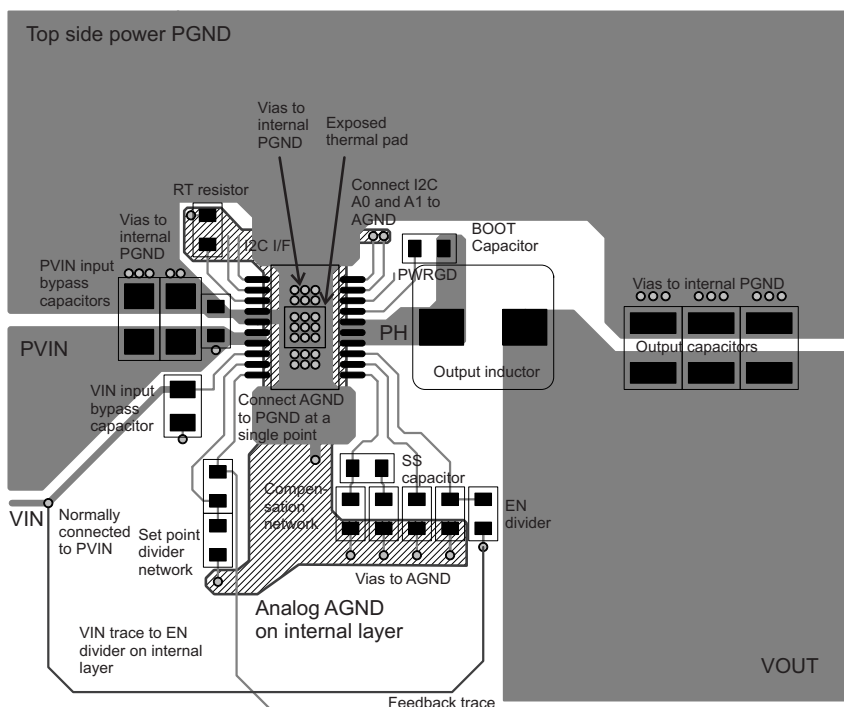 Top side power PGND
Vias to
internal
PGND
Exposed
thermal pad
RT resistor
Connect I2C
A0 and A1 to
AGND
Vias to
internal
PGND
I2C I/F
BOOT
Capacitor
PVIN input
bypass
capacitors
PWRGD
Vias to internal PGND
PVIN
PH
Output capacitors
Output inductor
VIN input
bypass
capacitor
Connect AGND
to PGND at a
single point
SS
capacitor
Compen-
sation
network
EN
divider
VIN
Normally
connected
to PVIN
Set point
divider
network
Vias to AGND
Analog AGND
on internal layer
VIN trace to EN
divider on internal
layer
VOUT
Feedback trace